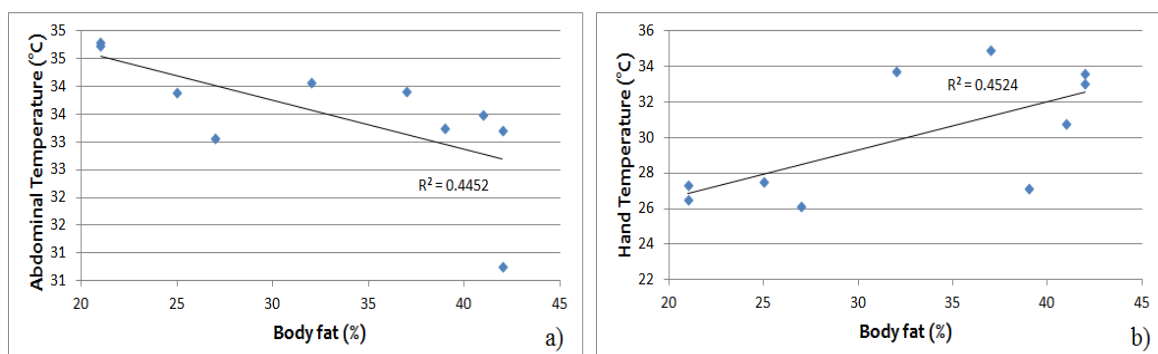 Abdominal Temperature (°C)
35
35
34
34
33
33
32
32
31
31
R² = 0.4452
20 25 30 35 40 45
Body fat (%)
a)
Hand Temperature (°C)
36
34
32
30
28
26
24
22
R² = 0.4524
20 25 30 35 40 45
Body fat (%)
b)